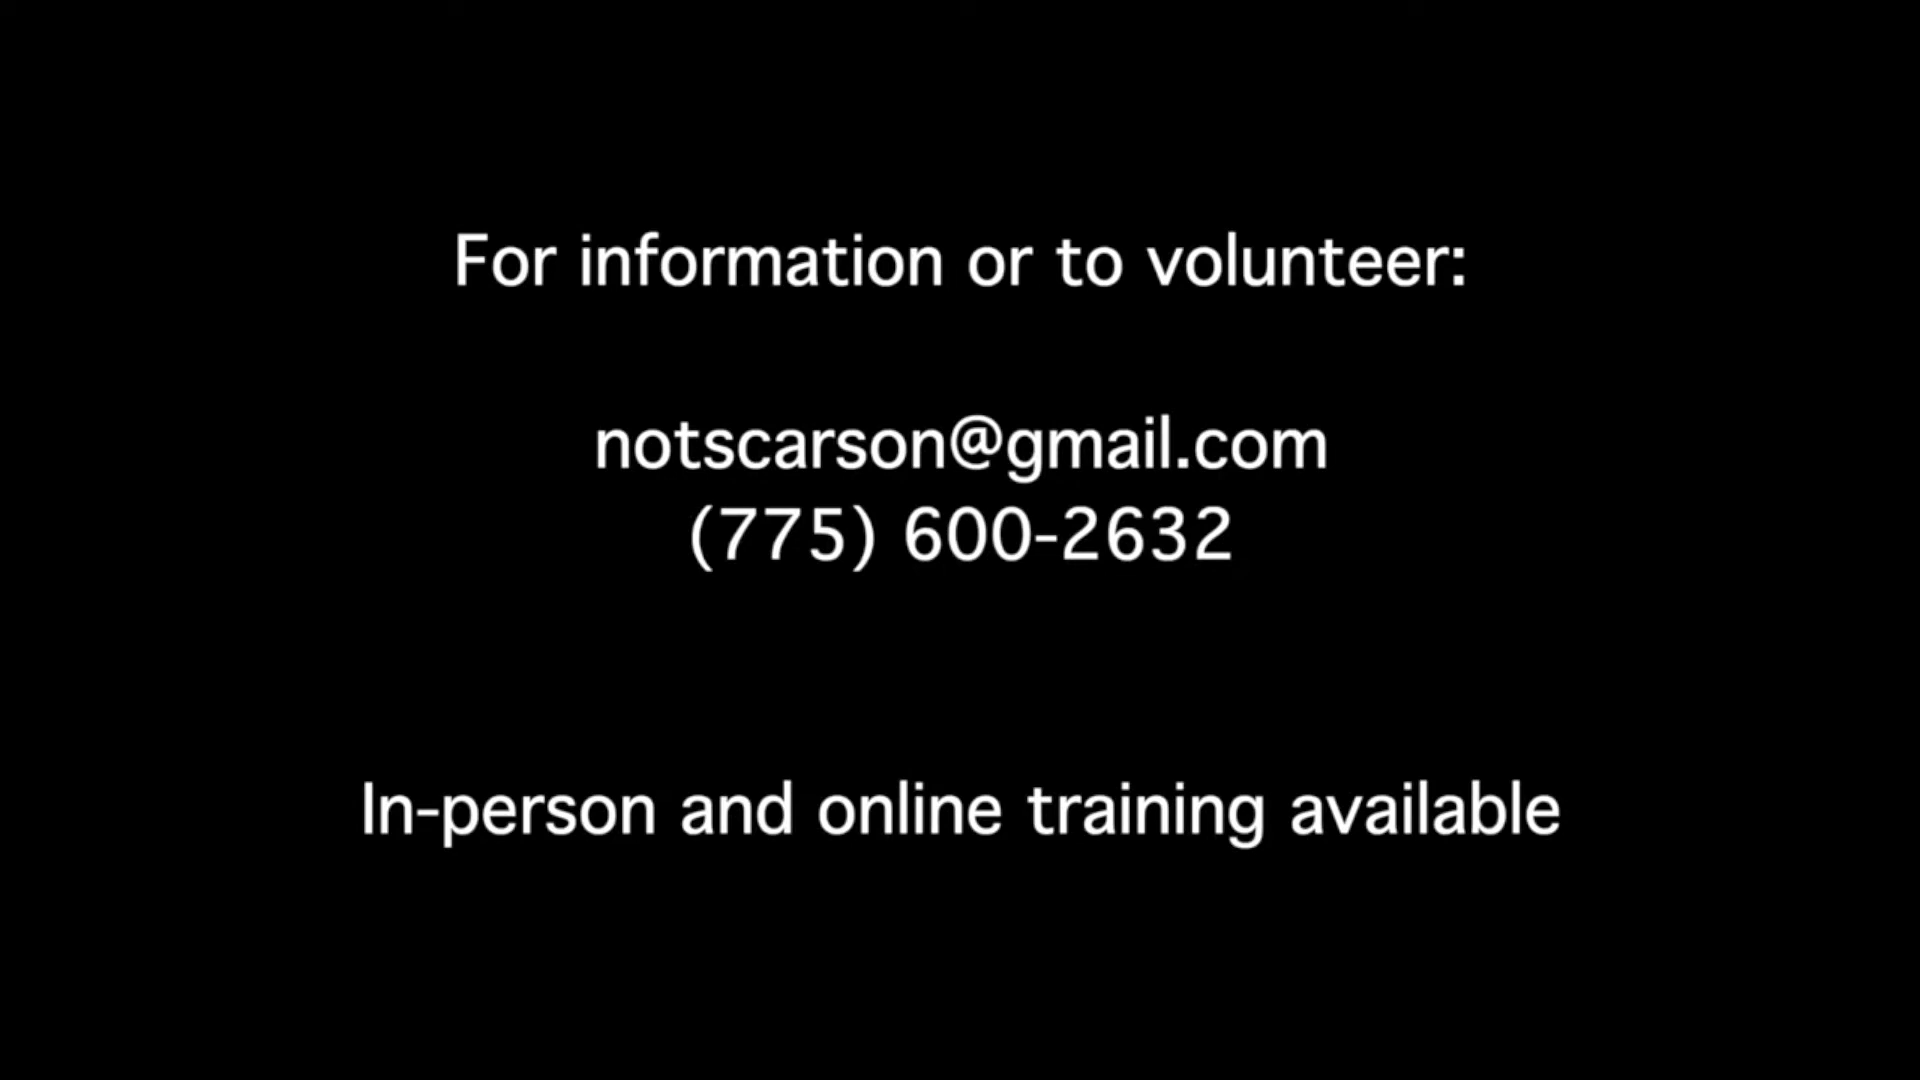 For information or to volunteer:
notscarson@gmail.com
(775) 600-2632
In-person and online training available